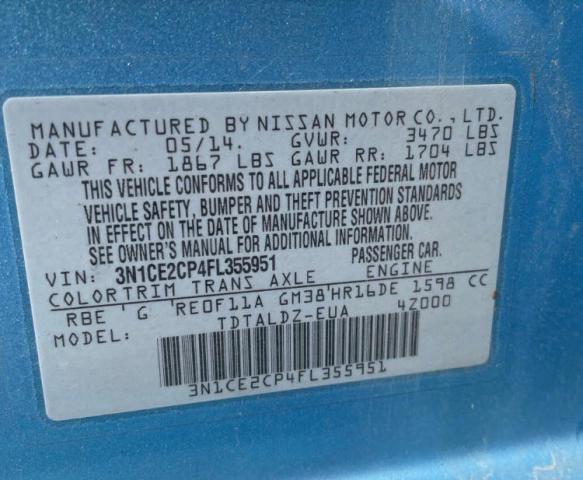 MANUFACTURED BY NISSAN MOTOR CO., LTD.
DATE: 05/14. GVWR: 3470 LBS
GAWR FR: 1867 LBS GAWR RR: 1704 LBS
THIS VEHICLE CONFORMS TO ALL APPLICABLE FEDERAL MOTOR
VEHICLE SAFETY, BUMPER AND THEFT PREVENTION STANDARDS
IN EFFECT ON THE DATE OF MANUFACTURE SHOWN ABOVE.
SEE OWNER'S MANUAL FOR ADDITIONAL INFORMATION.
VIN: 3N1CE2CP4FL355951 PASSENGER CAR.
COLOR TRIM TRANS AXLE ENGINE
RBE G RE0F11A GM38 HR16DE 1598 CC
MODEL: TDTALDZ-EUA 4Z000
3N1CE2CP4FL355951